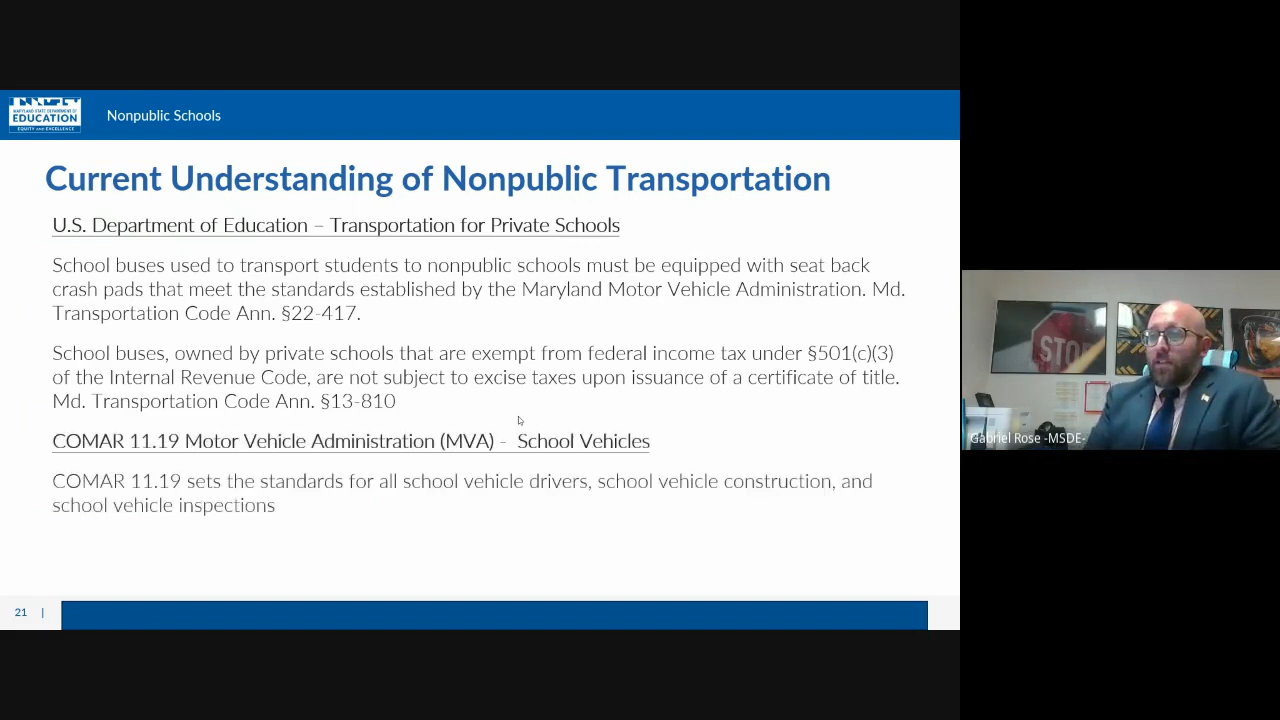 MARYLAND STATE DEPARTMENT OF
EDUCATION
EQUITY AND EXCELLENCE
Nonpublic Schools
Current Understanding of Nonpublic Transportation
U.S. Department of Education – Transportation for Private Schools
School buses used to transport students to nonpublic schools must be equipped with seat back
crash pads that meet the standards established by the Maryland Motor Vehicle Administration. Md.
Transportation Code Ann. §22-417.
School buses, owned by private schools that are exempt from federal income tax under §501(c)(3)
of the Internal Revenue Code, are not subject to excise taxes upon issuance of a certificate of title.
Md. Transportation Code Ann. §13-810
COMAR 11.19 Motor Vehicle Administration (MVA) - School Vehicles
COMAR 11.19 sets the standards for all school vehicle drivers, school vehicle construction, and
school vehicle inspections
21 |
STOP
Gabriel Rose -MSDE-